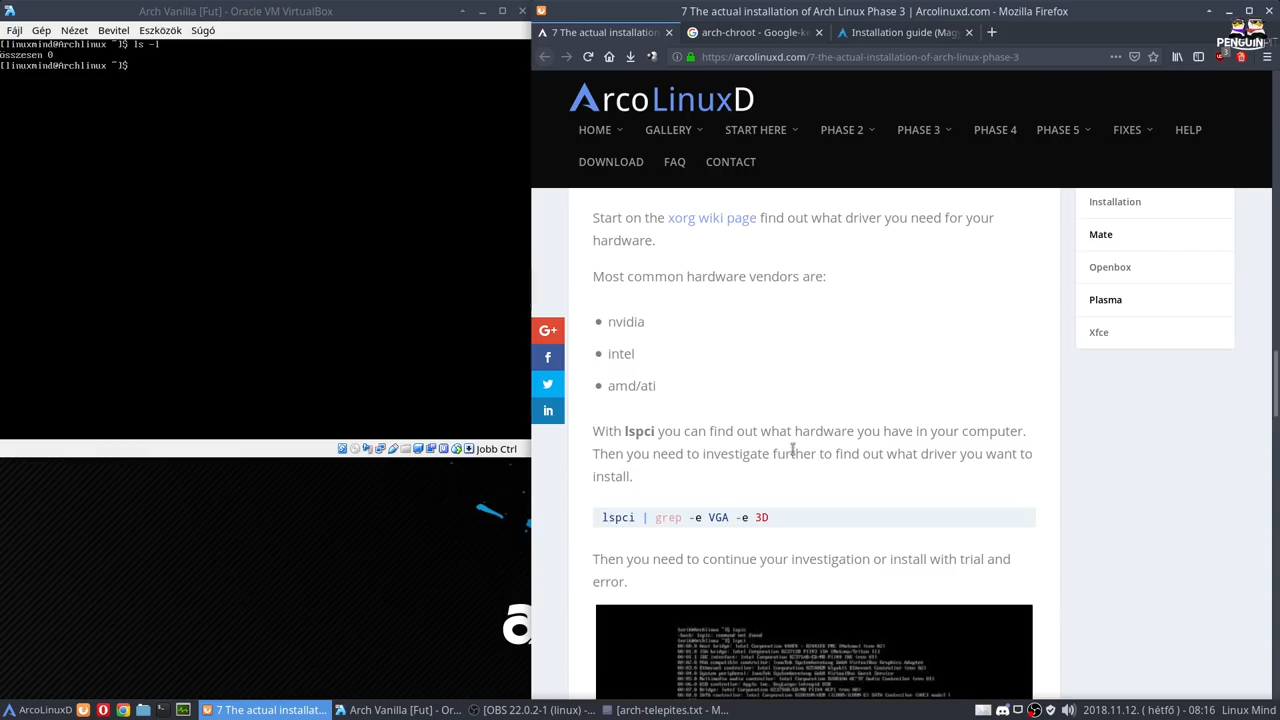 Arch Vanilla [Fut] - Oracle VM VirtualBox
Fájl Gép Nézet Bevitel Eszközök Súgó
[linuxmind@Archlinux ~]$ ls -l
összesen 0
[linuxmind@Archlinux ~]$
Jobb Ctrl
a
7 The actual installation of Arch Linux Phase 3 | Arcolinuxd.com - Mozilla Firefox
7 The actual installation
arch-chroot - Google-ke
Installation guide (Mag
PENGUIN
https://arcolinuxd.com/7-the-actual-installation-of-arch-linux-phase-3
3
ArcoLinuxD
HOME GALLERY START HERE PHASE 2 PHASE 3 PHASE 4 PHASE 5 FIXES HELP
DOWNLOAD FAQ CONTACT
Start on the xorg wiki page find out what driver you need for your
hardware.
Most common hardware vendors are:
nvidia
intel
amd/ati
With lspci you can find out what hardware you have in your computer.
Then you need to investigate further to find out what driver you want to
install.
lspci | grep -e VGA -e 3D
Then you need to continue your investigation or install with trial and
error.
G+
f
in
Installation
Mate
Openbox
Plasma
Xfce
7 The actual installat...
Arch Vanilla [Fut] - Or...
[OBS 22.0.2-1 (linux) -...
[arch-telepites.txt - M...
2018.11.12. ( hétfő ) - 08:16 Linux Mind